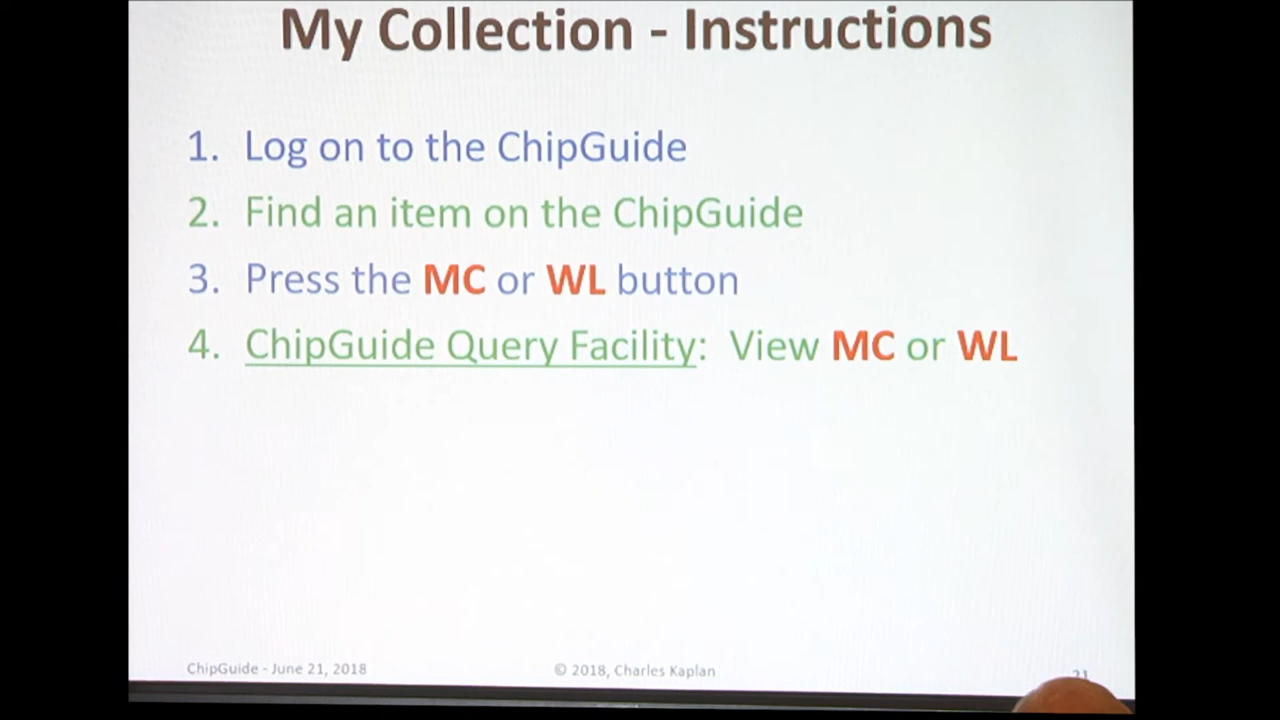 My Collection - Instructions
1. Log on to the ChipGuide
2. Find an item on the ChipGuide
3. Press the MC or WL button
4. ChipGuide Query Facility: View MC or WL
ChipGuide - June 21, 2018
© 2018, Charles Kaplan
21